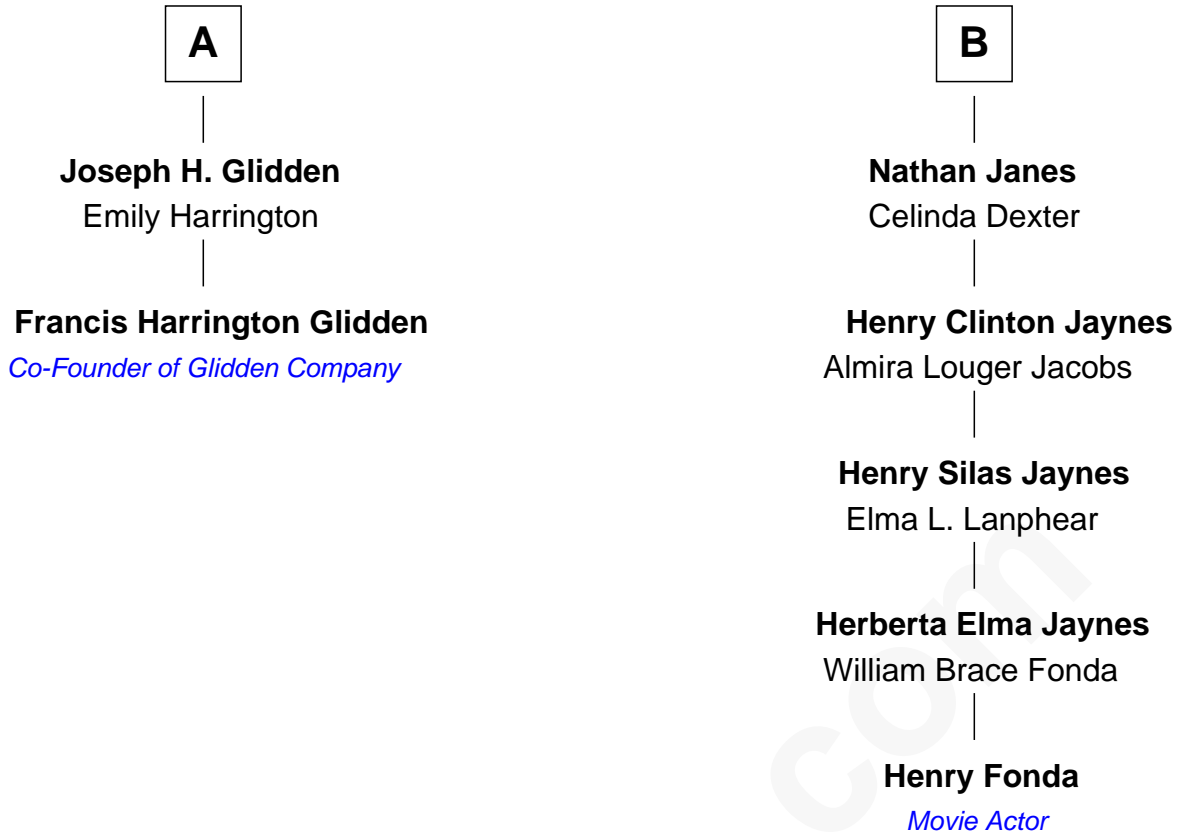 A
Joseph H. Glidden
Emily Harrington
Francis Harrington Glidden
Co-Founder of Glidden Company
B
Nathan Janes
Celinda Dexter
Henry Clinton Jaynes
Almira Louger Jacobs
Henry Silas Jaynes
Elma L. Lanphear
Herberta Elma Jaynes
William Brace Fonda
Henry Fonda
Movie Actor
com